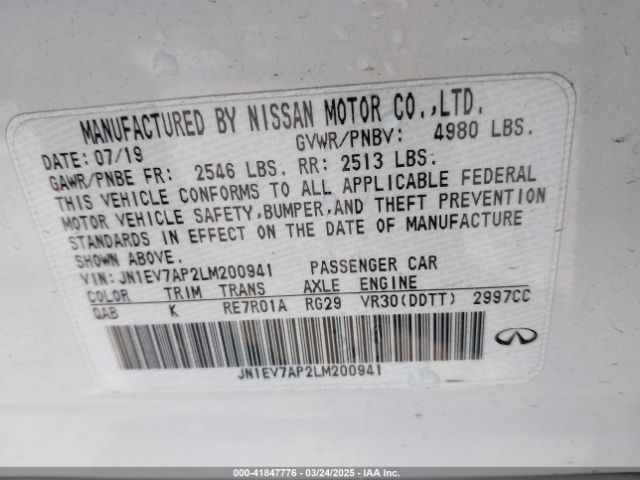 MANUFACTURED BY NISSAN MOTOR CO.,LTD.
DATE: 07/19 GVWR/PNBV: 4980 LBS.
GAWR/PNBE FR: 2546 LBS. RR: 2513 LBS.
THIS VEHICLE CONFORMS TO ALL APPLICABLE FEDERAL
MOTOR VEHICLE SAFETY,BUMPER,AND THEFT PREVENTION
STANDARDS IN EFFECT ON THE DATE OF MANUFACTURE
SHOWN ABOVE.
VIN: JN1EV7AP2LM200941 PASSENGER CAR
COLOR TRIM TRANS AXLE ENGINE
QAB K RE7R01A RG29 VR30(DDTT) 2997CC
JN1EV7AP2LM200941
INFINITI
000-41847776 | 03/24/2025 | IAA Inc.